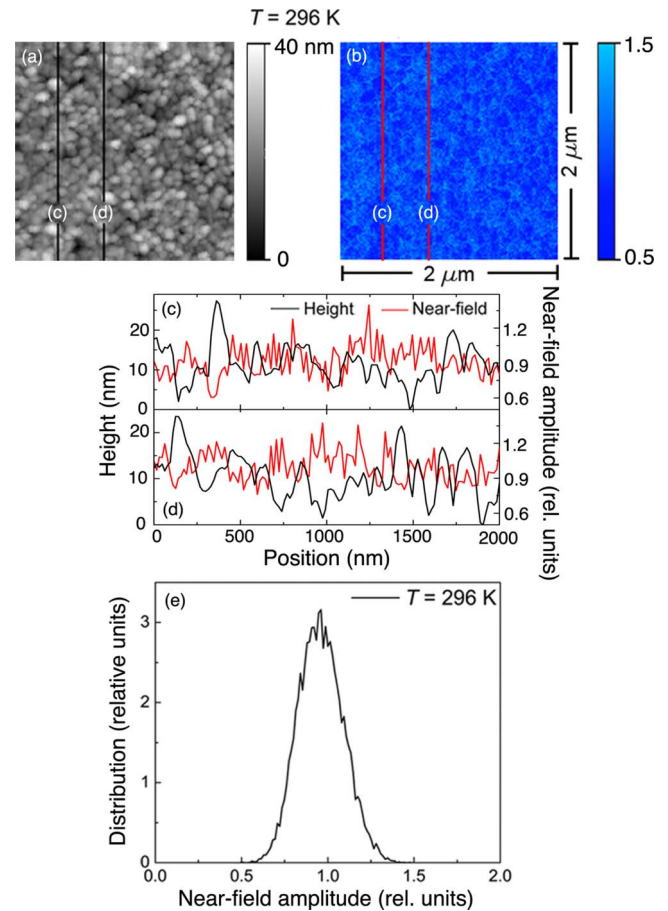 T = 296 K
(a)
40 nm
0
(c)
(d)
(b)
1.5
0.5
(c)
(d)
2 μm
2 μm
(c)
Height
Near-field
20
10
0
1.2
0.9
0.6
20
10
0
1.2
0.9
0.6
(d)
0
500
1000
1500
2000
Height (nm)
Near-field amplitude (rel. units)
Position (nm)
(e)
T = 296 K
3
2
1
0
0.0
0.5
1.0
1.5
2.0
Distribution (relative units)
Near-field amplitude (rel. units)